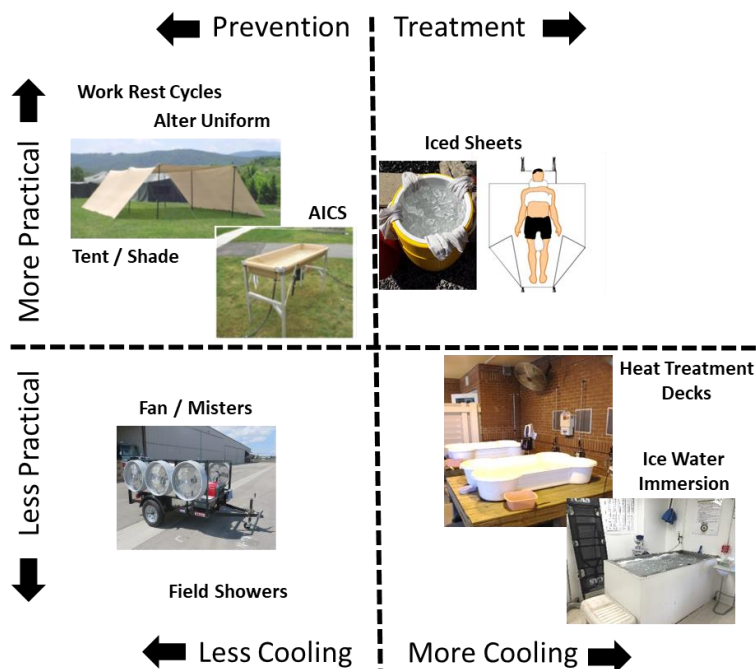 Prevention
Treatment
More Practical
Work Rest Cycles
Alter Uniform
Tent / Shade
AICS
Iced Sheets
Less Practical
Fan / Misters
Field Showers
Heat Treatment
Decks
Ice Water
Immersion
Less Cooling
More Cooling